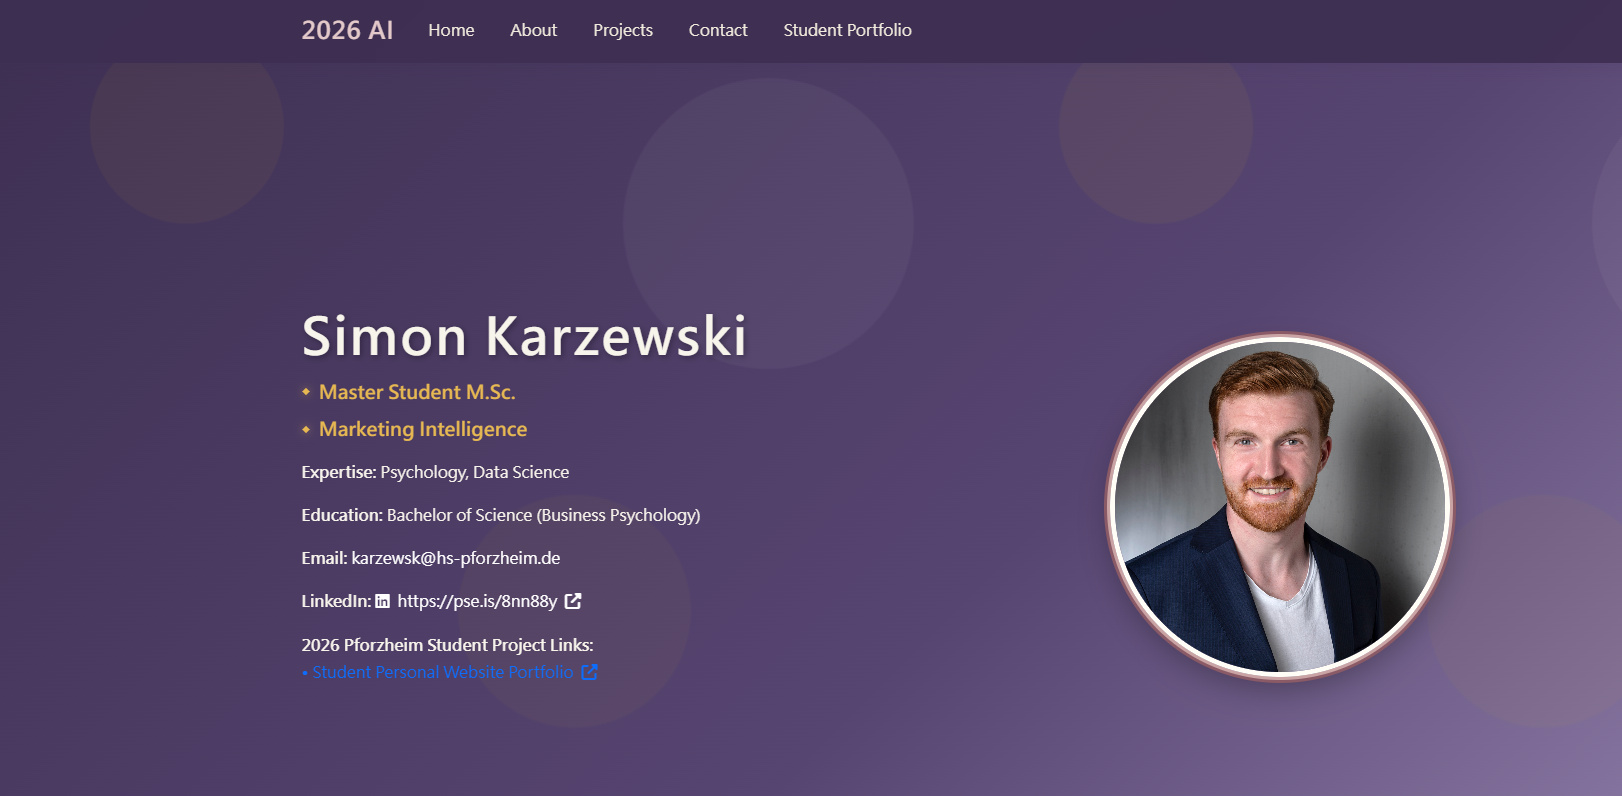 2026 AI Home About Projects Contact Student Portfolio
Simon Karzewski
Master Student M.Sc.
Marketing Intelligence
Expertise: Psychology, Data Science
Education: Bachelor of Science (Business Psychology)
Email: karzewsk@hs-pforzheim.de
LinkedIn: in https://pse.is/8nn88y
2026 Pforzheim Student Project Links:
• Student Personal Website Portfolio